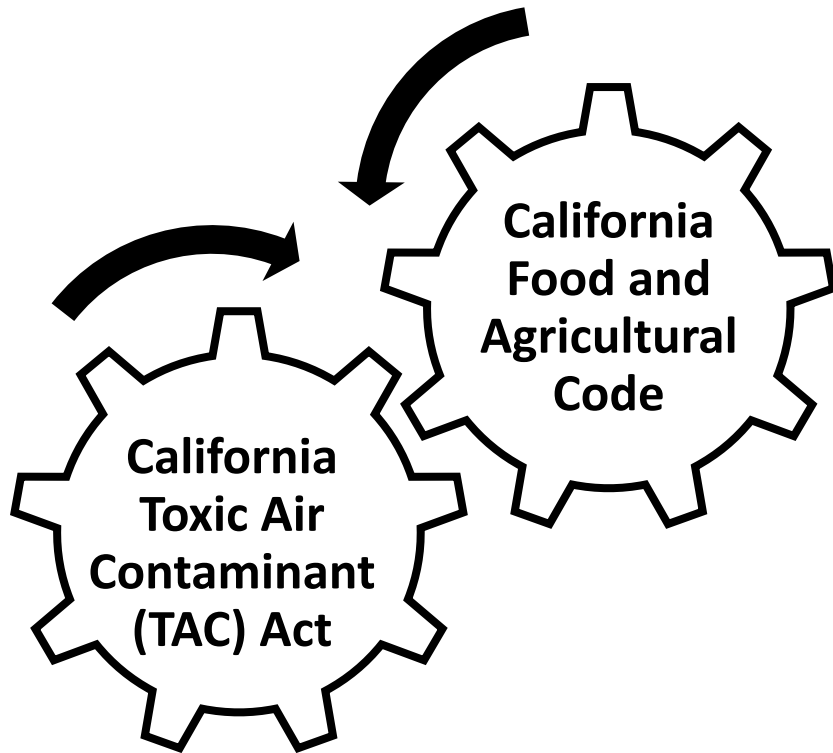 California
Food and
Agricultural
Code
California
Toxic Air
Contaminant
(TAC) Act